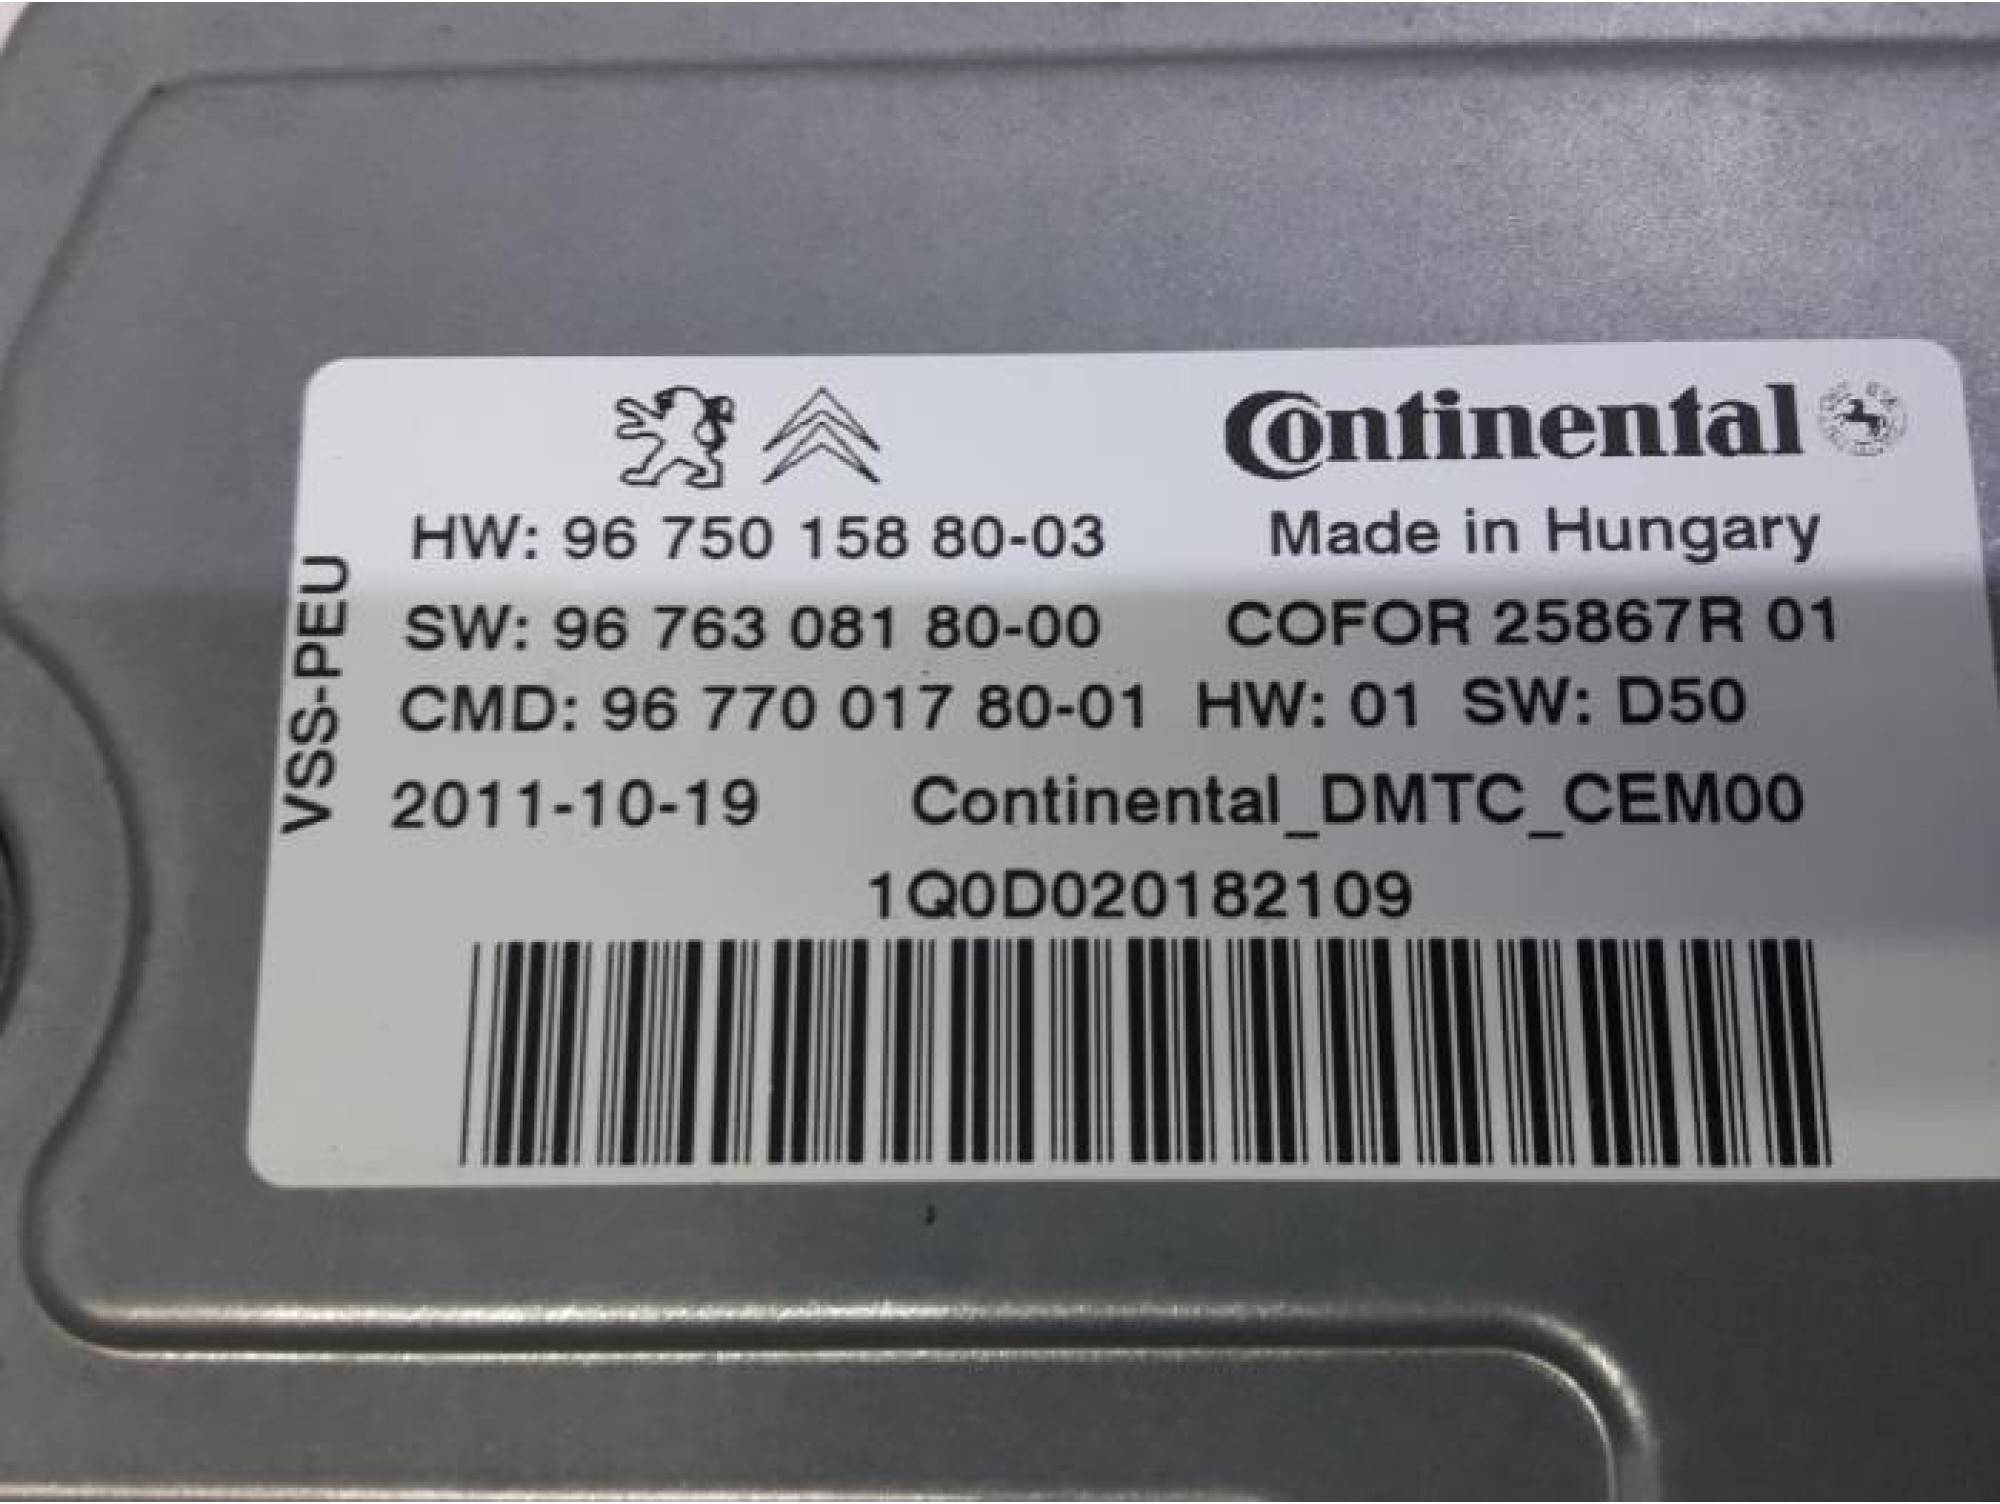 Continental
HW: 96 750 158 80-03
Made in Hungary
SW: 96 763 081 80-00
COFOR 25867R 01
CMD: 96 770 017 80-01 HW: 01 SW: D50
2011-10-19
Continental_DMTC_CEM00
1Q0D020182109
VSS-PEU